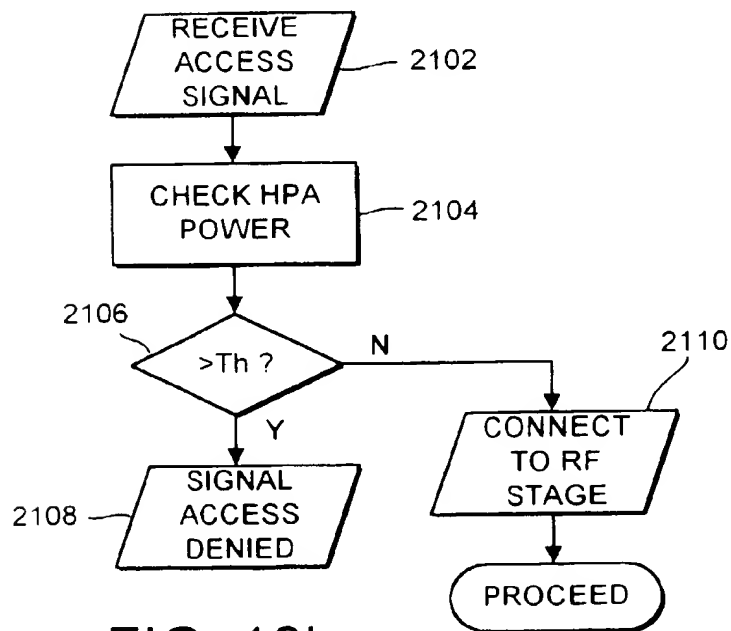 RECEIVE
ACCESS
SIGNAL
2102
CHECK HPA
POWER
2104
2106
>Th ?
N
2110
Y
CONNECT
TO RF
STAGE
SIGNAL
ACCESS
DENIED
2108
PROCEED